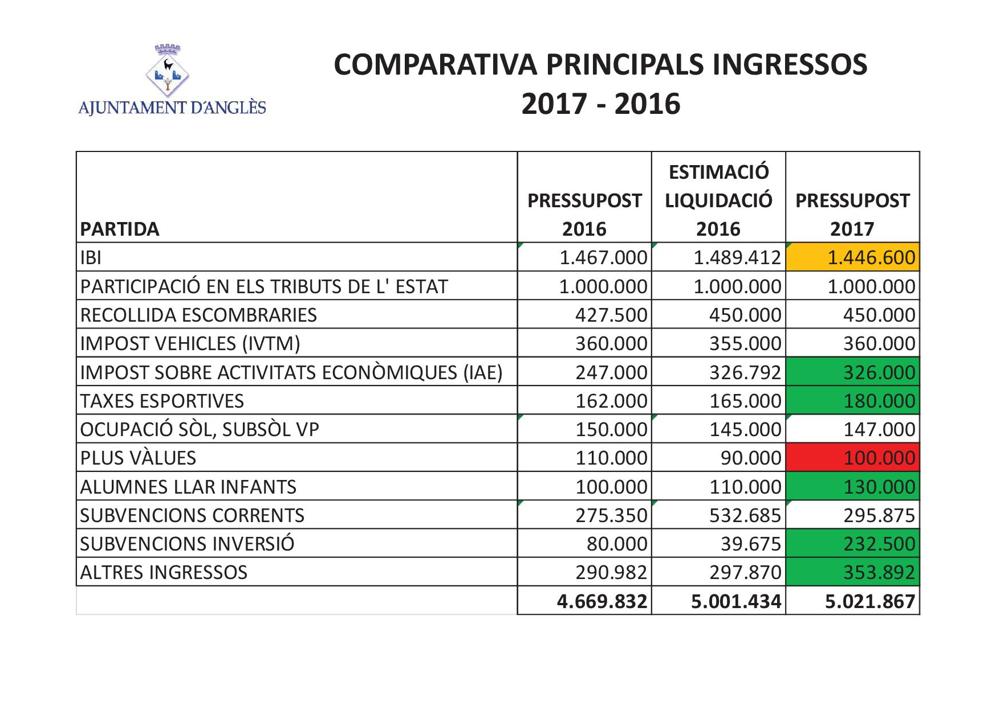 AJUNTAMENT D´ANGLÈS
COMPARATIVA PRINCIPALS INGRESSOS
2017 - 2016
PARTIDA PRESSUPOST 2016 ESTIMACIÓ LIQUIDACIÓ 2016 PRESSUPOST 2017
IBI 1.467.000 1.489.412 1.446.600
PARTICIPACIÓ EN ELS TRIBUTS DE L' ESTAT 1.000.000 1.000.000 1.000.000
RECOLLIDA ESCOMBRARIES 427.500 450.000 450.000
IMPOST VEHICLES (IVTM) 360.000 355.000 360.000
IMPOST SOBRE ACTIVITATS ECONÒMIQUES (IAE) 247.000 326.792 326.000
TAXES ESPORTIVES 162.000 165.000 180.000
OCUPACIÓ SÒL, SUBSÒL VP 150.000 145.000 147.000
PLUS VÀLUES 110.000 90.000 100.000
ALUMNES LLAR INFANTS 100.000 110.000 130.000
SUBVENCIONS CORRENTS 275.350 532.685 295.875
SUBVENCIONS INVERSIÓ 80.000 39.675 232.500
ALTRES INGRESSOS 290.982 297.870 353.892
4.669.832 5.001.434 5.021.867